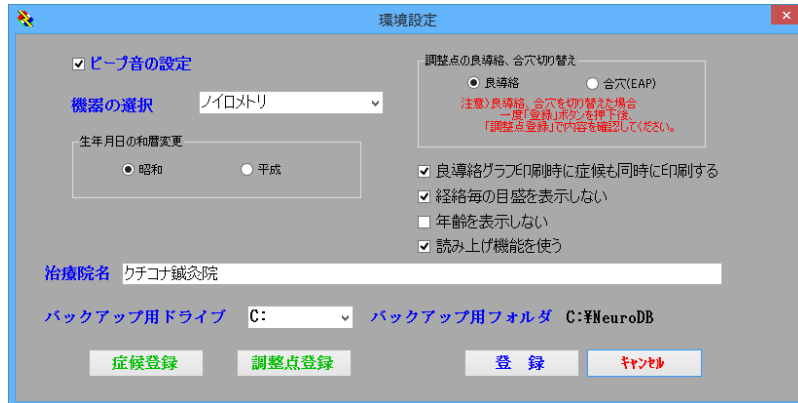 環境設定
ビープ音の設定
機器の選択 ノイロメトリ
生年月日の和暦変更
昭和 平成
調整点の良導絡、合穴切り替え
良導絡 合穴(EAP)
注意)良導絡、合穴を切り替えた場合
一度「登録」ボタンを押下後、
「調整点登録」で内容を確認してください。
良導絡グラフ印刷時に症候も同時に印刷する
経絡毎の目盛を表示しない
年齢を表示しない
読み上げ機能を使う
治療院名 クチコナ鍼灸院
バックアップ用ドライブ C: バックアップ用フォルダ C:¥NeuroDB
症候登録 調整点登録 登 録 キャンセル